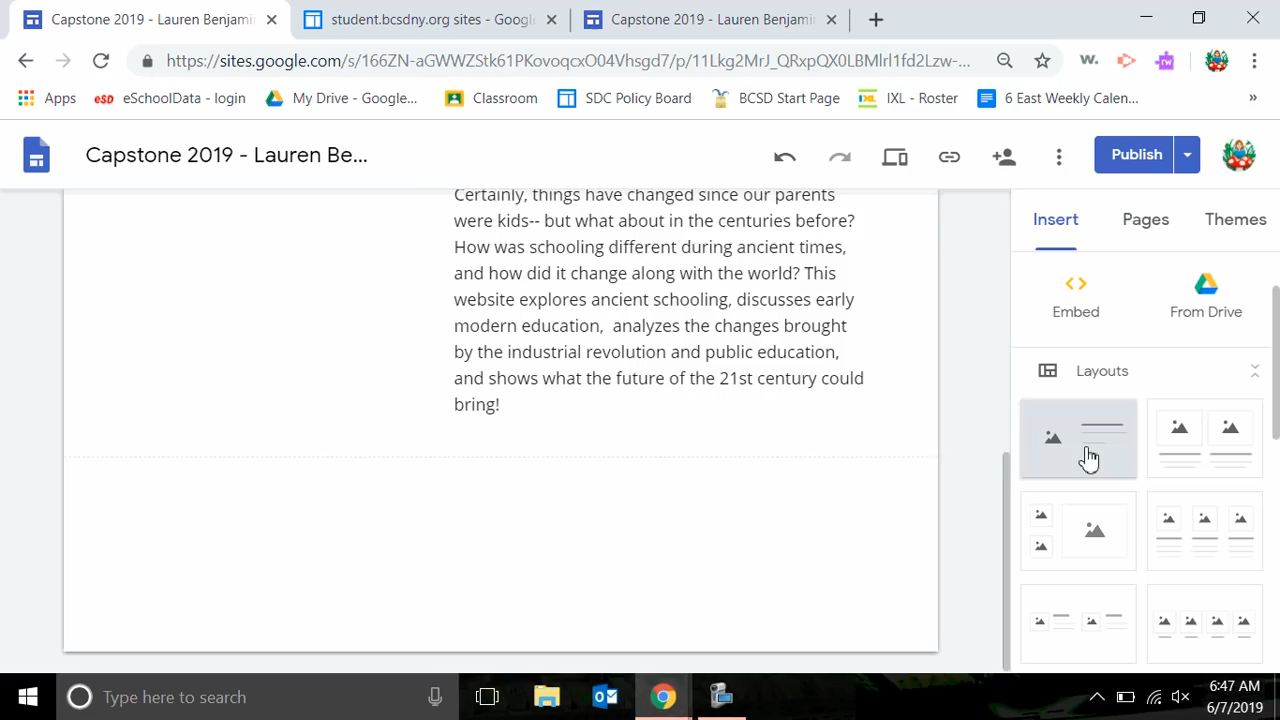 Capstone 2019 - Lauren Benjami
student.bcsdny.org sites - Googl
Capstone 2019 - Lauren Benjami
https://sites.google.com/s/166ZN-aGWWZStk61PKovoqcxO04Vhsgd7/p/11Lkg2MrJ_QRxpQX0LBMlrl1fd2Lzw-...
Apps
eSchoolData - login
My Drive - Google...
Classroom
SDC Policy Board
BCSD Start Page
IXL - Roster
6 East Weekly Calen...
»
Capstone 2019 - Lauren Be...
Publish
Insert
Pages
Themes
Certainly, things have changed since our parents
were kids-- but what about in the centuries before?
How was schooling different during ancient times,
and how did it change along with the world? This
website explores ancient schooling, discusses early
modern education,  analyzes the changes brought
by the industrial revolution and public education,
and shows what the future of the 21st century could
bring!
Embed
From Drive
Layouts
Type here to search
6:47 AM
6/7/2019